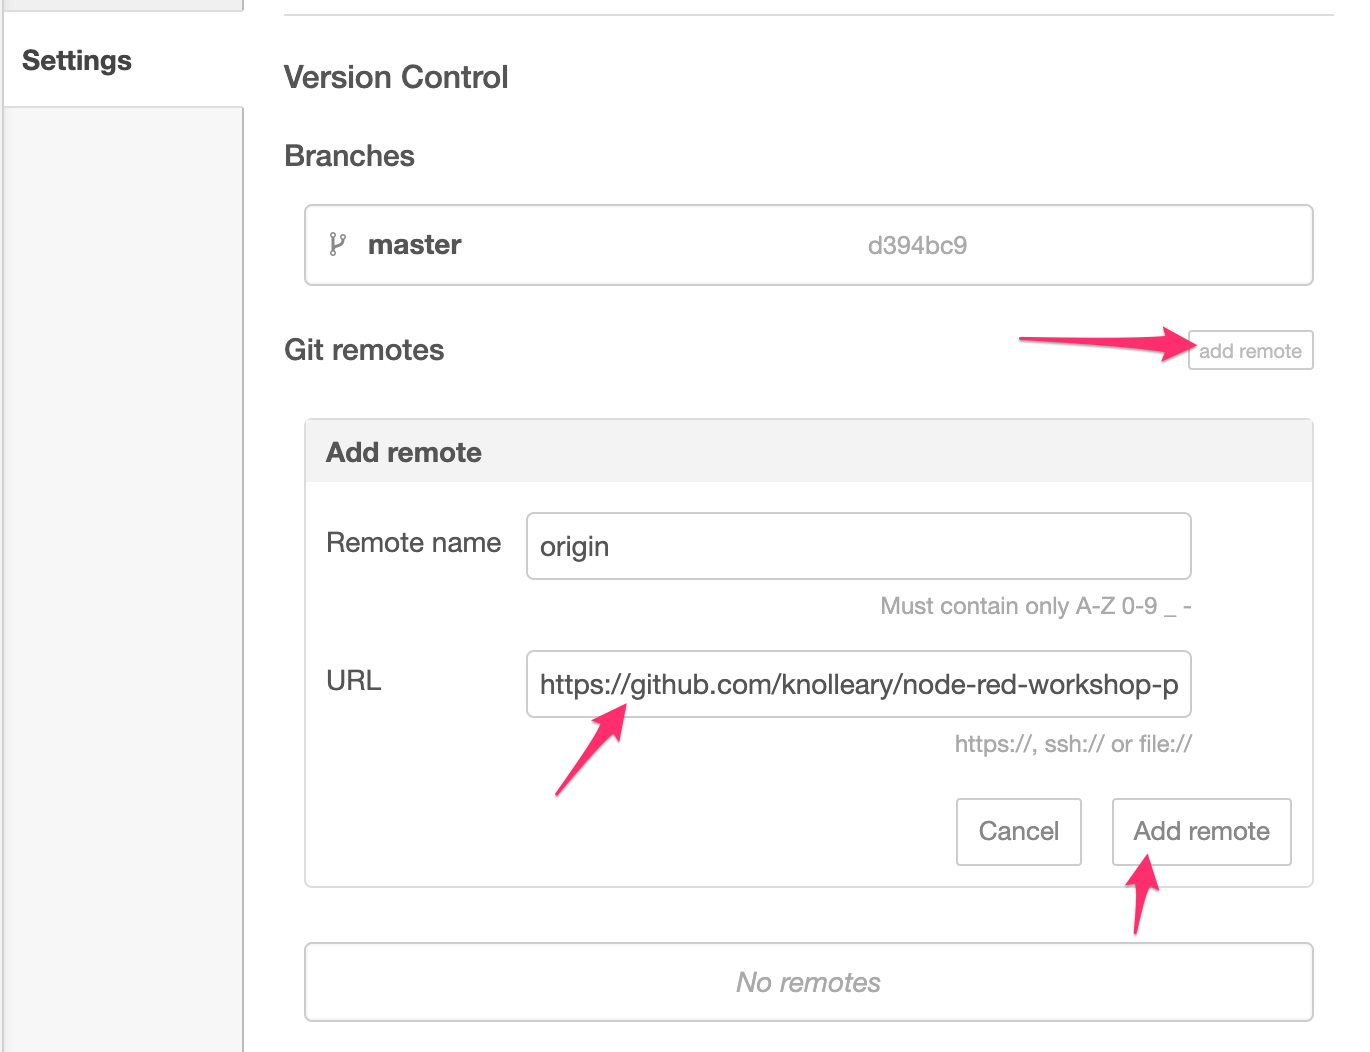 Settings
Version Control
Branches
master d394bc9
Git remotes add remote
Add remote
Remote name origin
Must contain only A-Z 0-9 _ -
URL https://github.com/knolleary/node-red-workshop-p
https://, ssh:// or file://
Cancel Add remote
No remotes